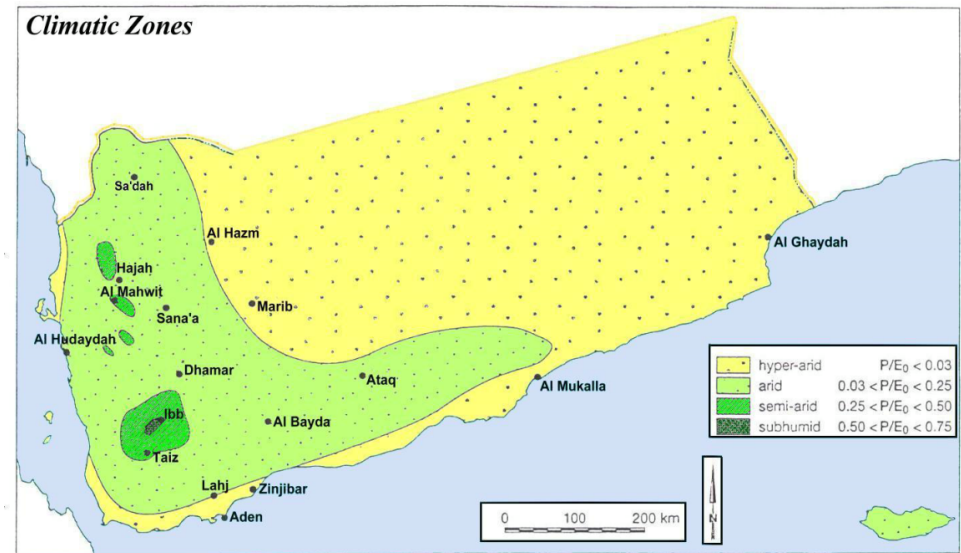 Climatic Zones
Sa'dah
Al Hazm
Al Ghaydah
Hajah
Al Mahwit
Marib
Sana'a
Al Hudaydah
Dhamar
Ataq
Al Mukalla
Ibb
Al Bayda
Taiz
Lahj
Zinjibar
Aden
hyper-arid P/E₀ < 0.03
arid 0.03 < P/E₀ < 0.25
semi-arid 0.25 < P/E₀ < 0.50
subhumid 0.50 < P/E₀ < 0.75
0 100 200 km
N